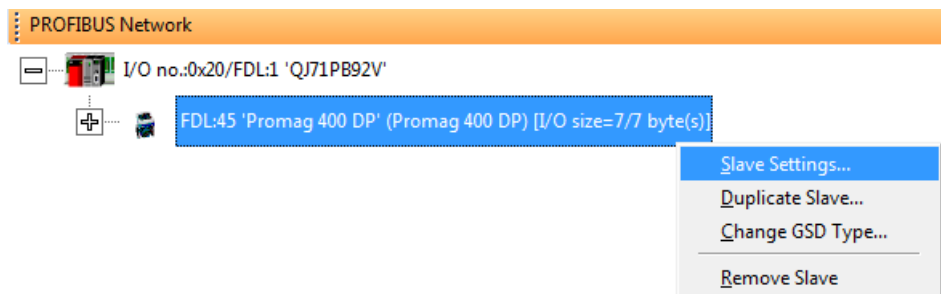 PROFIBUS Network
I/O no.:0x20/FDL:1 'QJ71PB92V'
FDL:45 'Promag 400 DP' (Promag 400 DP) [I/O size=7/7 byte(s)]
Slave Settings...
Duplicate Slave...
Change GSD Type...
Remove Slave